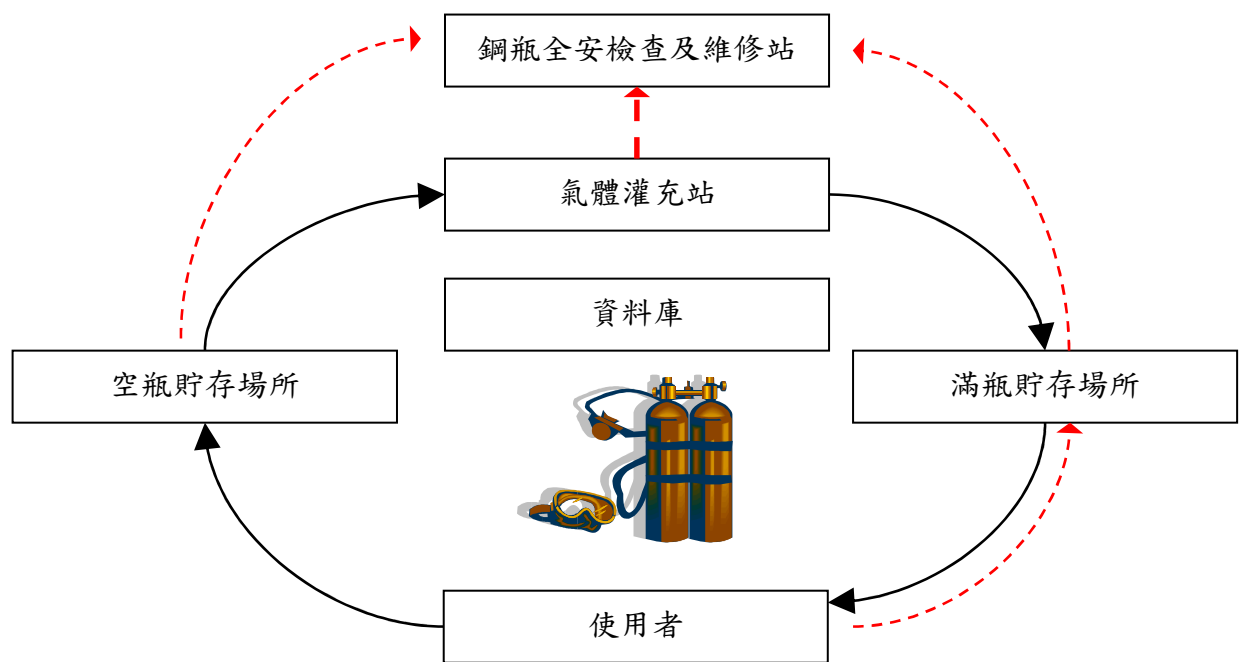 鋼瓶全安檢查及維修站
氣體灌充站
資料庫
空瓶貯存場所
滿瓶貯存場所
使用者